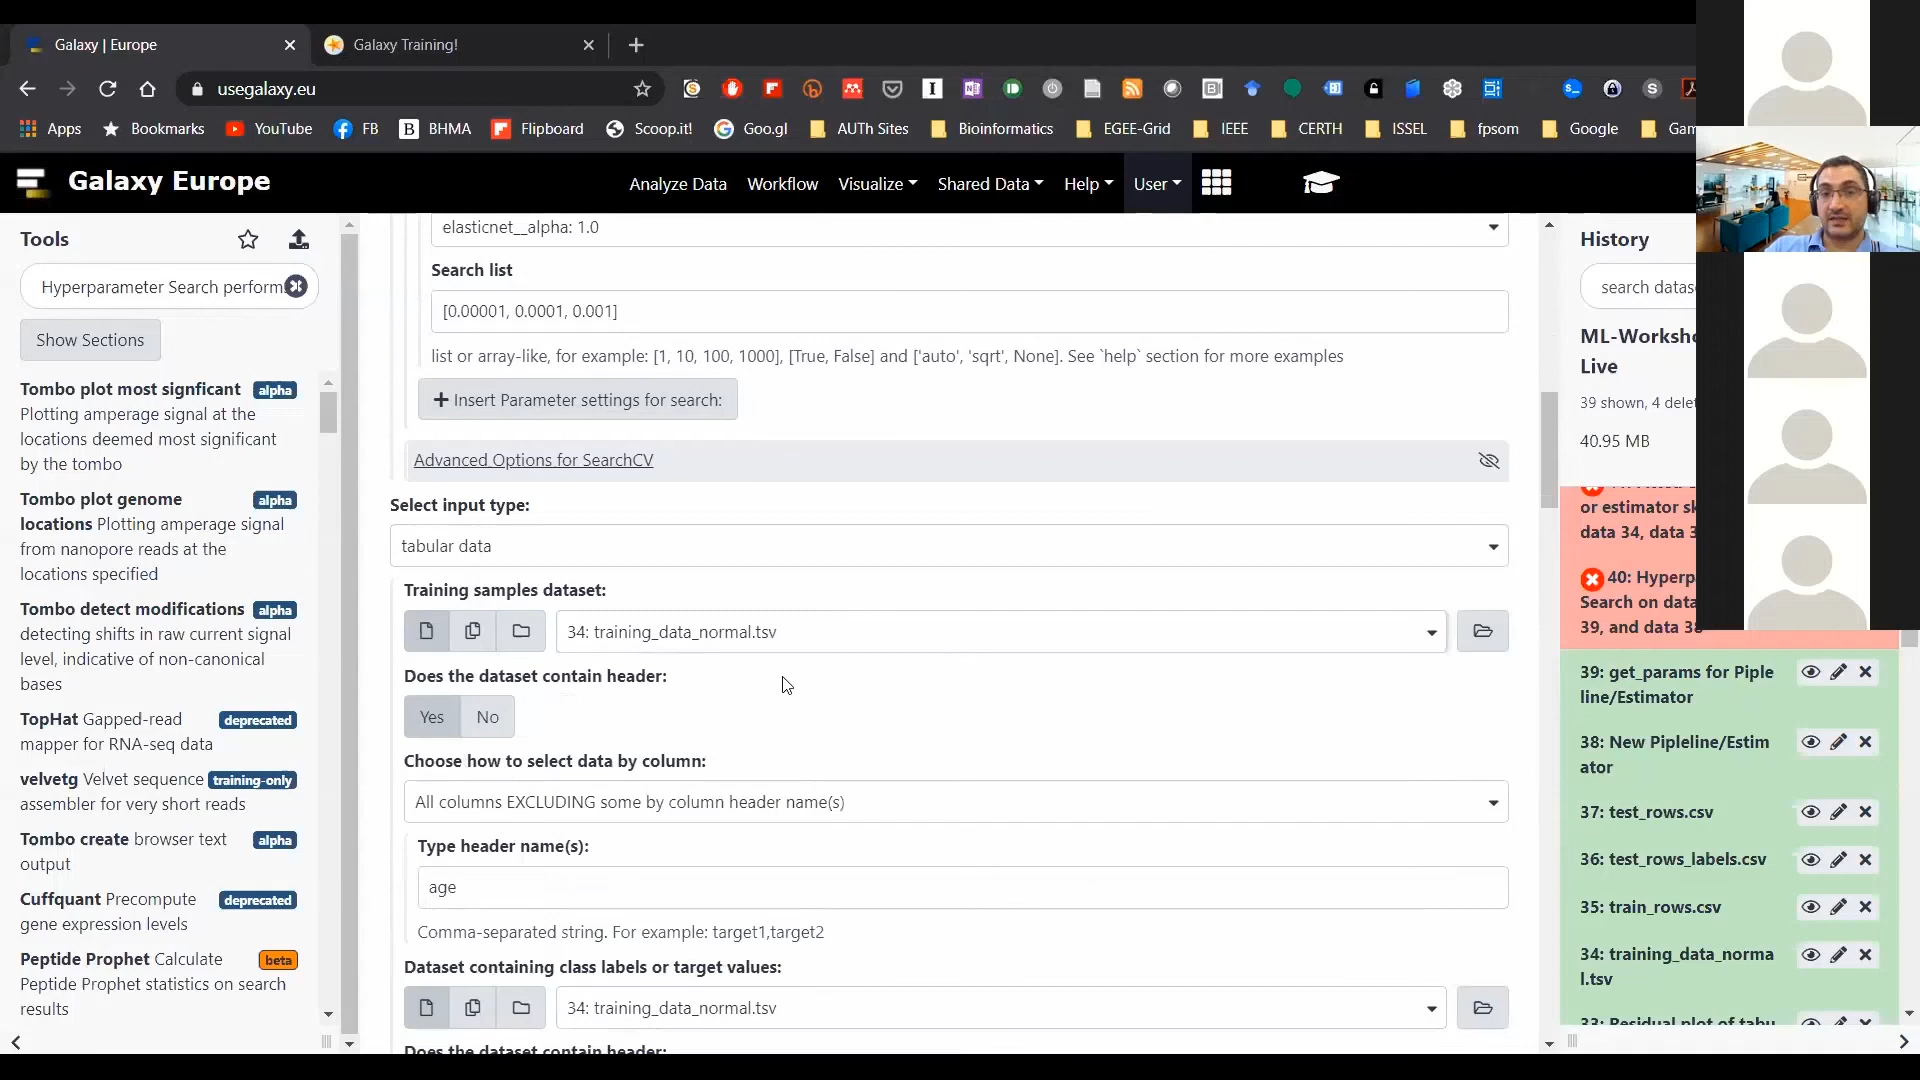 Galaxy | Europe
Galaxy Training!
usegalaxy.eu
Apps
Bookmarks
YouTube
FB
BHMA
Flipboard
Scoop.it!
Goo.gl
AUTh Sites
Bioinformatics
EGEE-Grid
IEEE
CERTH
ISSEL
fpsom
Google
Gam
Galaxy Europe
Analyze Data
Workflow
Visualize
Shared Data
Help
User
Tools
Hyperparameter Search perform
Show Sections
Tombo plot most signficant alpha
Plotting amperage signal at the
locations deemed most significant
by the tombo
Tombo plot genome alpha
locations Plotting amperage signal
from nanopore reads at the
locations specified
Tombo detect modifications alpha
detecting shifts in raw current signal
level, indicative of non-canonical
bases
TopHat Gapped-read deprecated
mapper for RNA-seq data
velvetg Velvet sequence training-only
assembler for very short reads
Tombo create browser text alpha
output
Cuffquant Precompute deprecated
gene expression levels
Peptide Prophet Calculate beta
Peptide Prophet statistics on search
results
elasticnet__alpha: 1.0
Search list
[0.00001, 0.0001, 0.001]
list or array-like, for example: [1, 10, 100, 1000], [True, False] and ['auto', 'sqrt', None]. See `help` section for more examples
+ Insert Parameter settings for search:
Advanced Options for SearchCV
Select input type:
tabular data
Training samples dataset:
34: training_data_normal.tsv
Does the dataset contain header:
Yes No
Choose how to select data by column:
All columns EXCLUDING some by column header name(s)
Type header name(s):
age
Comma-separated string. For example: target1,target2
Dataset containing class labels or target values:
34: training_data_normal.tsv
Does the dataset contain header:
History
search datas
ML-Worksho
Live
39 shown, 4 delet
40.95 MB
or estimator sk
data 34, data 3
40: Hyperp
Search on data
39, and data 38
39: get_params for Piple
line/Estimator
38: New Pipleline/Estim
ator
37: test_rows.csv
36: test_rows_labels.csv
35: train_rows.csv
34: training_data_norma
l.tsv
33: Residual plot of tabu